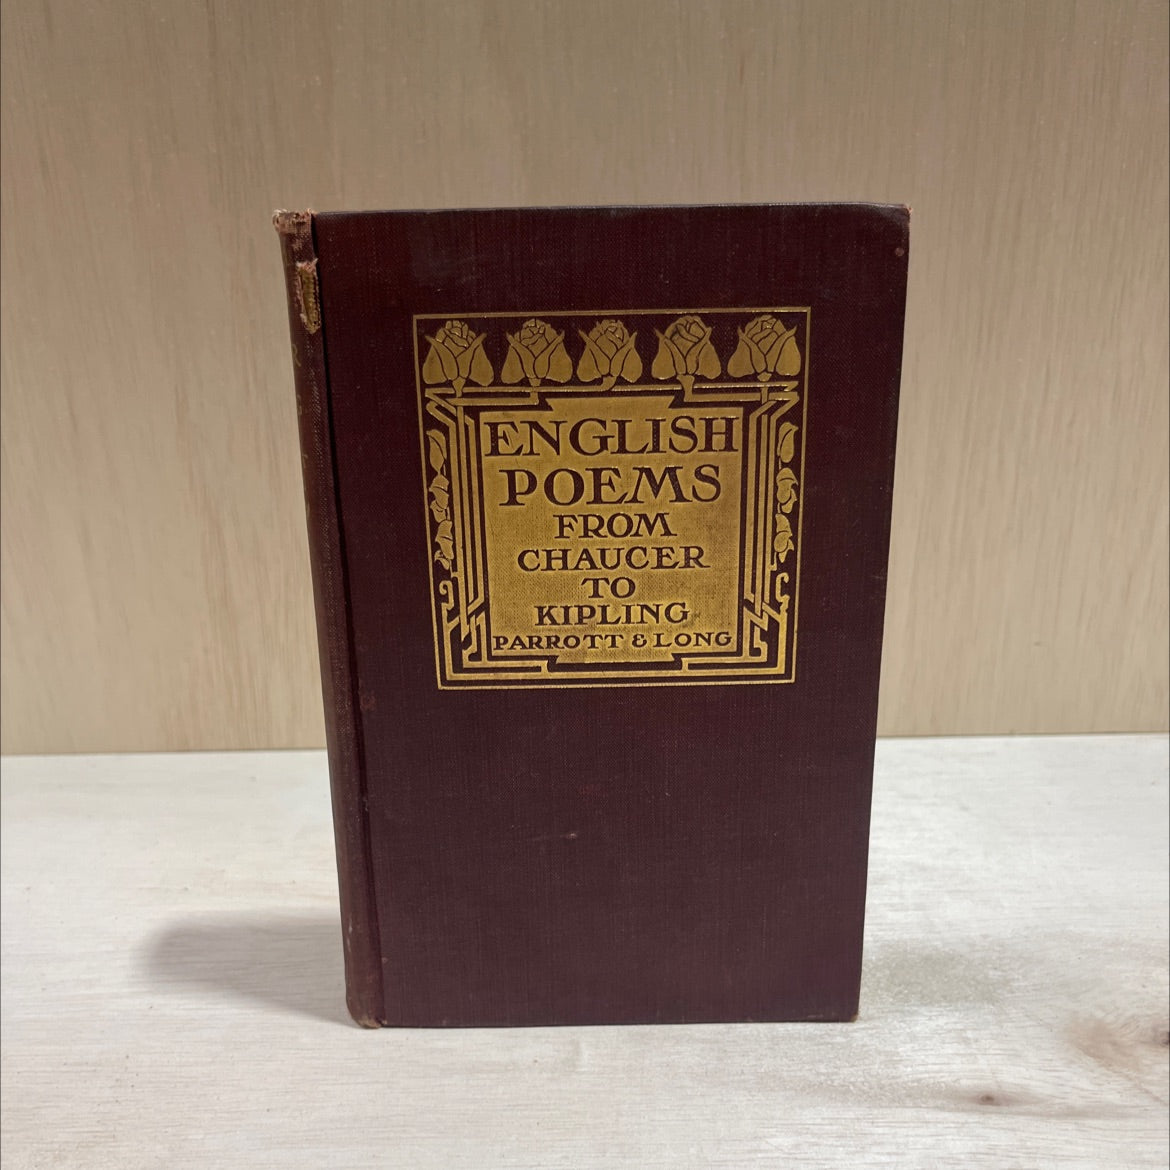 ENGLISH
POEMS
FROM
CHAUCER
TO
KIPLING
PARROTT & LONG